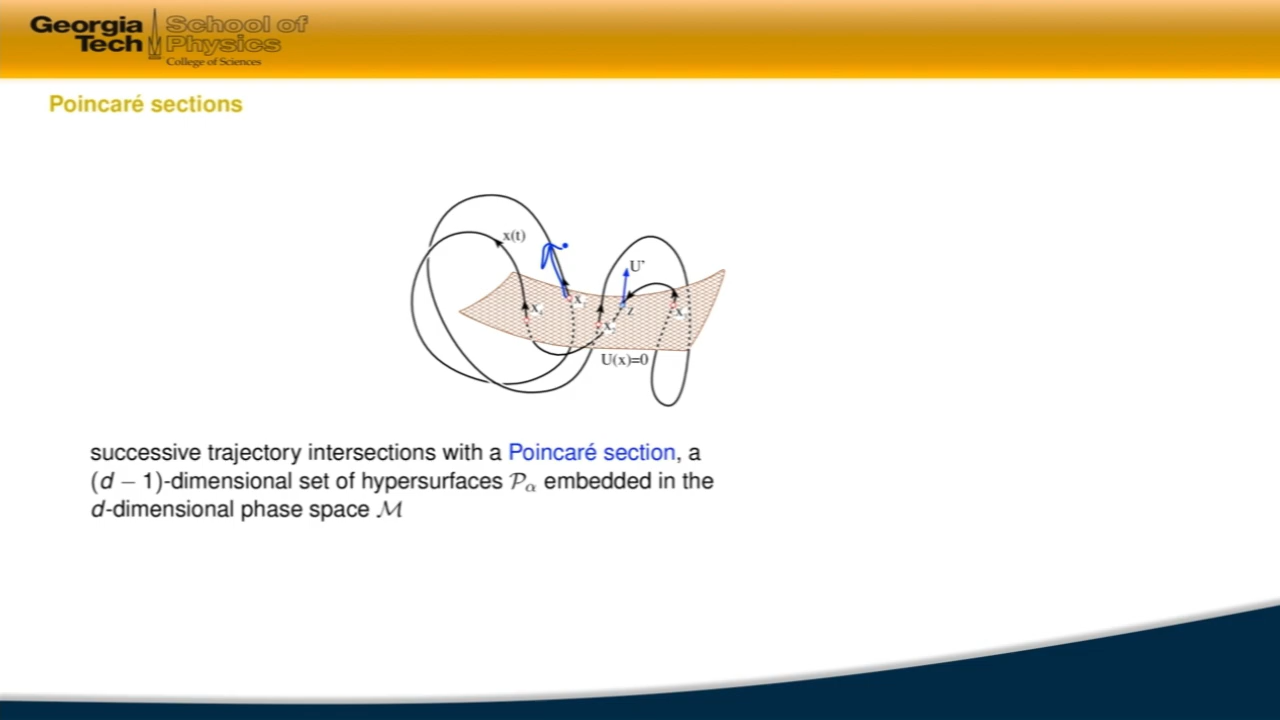 Georgia Tech
School of Physics
College of Sciences
Poincaré sections
x(t)
U'
U(x)=0
successive trajectory intersections with a Poincaré section, a
(d − 1)-dimensional set of hypersurfaces 𝒫α embedded in the
d-dimensional phase space ℳ